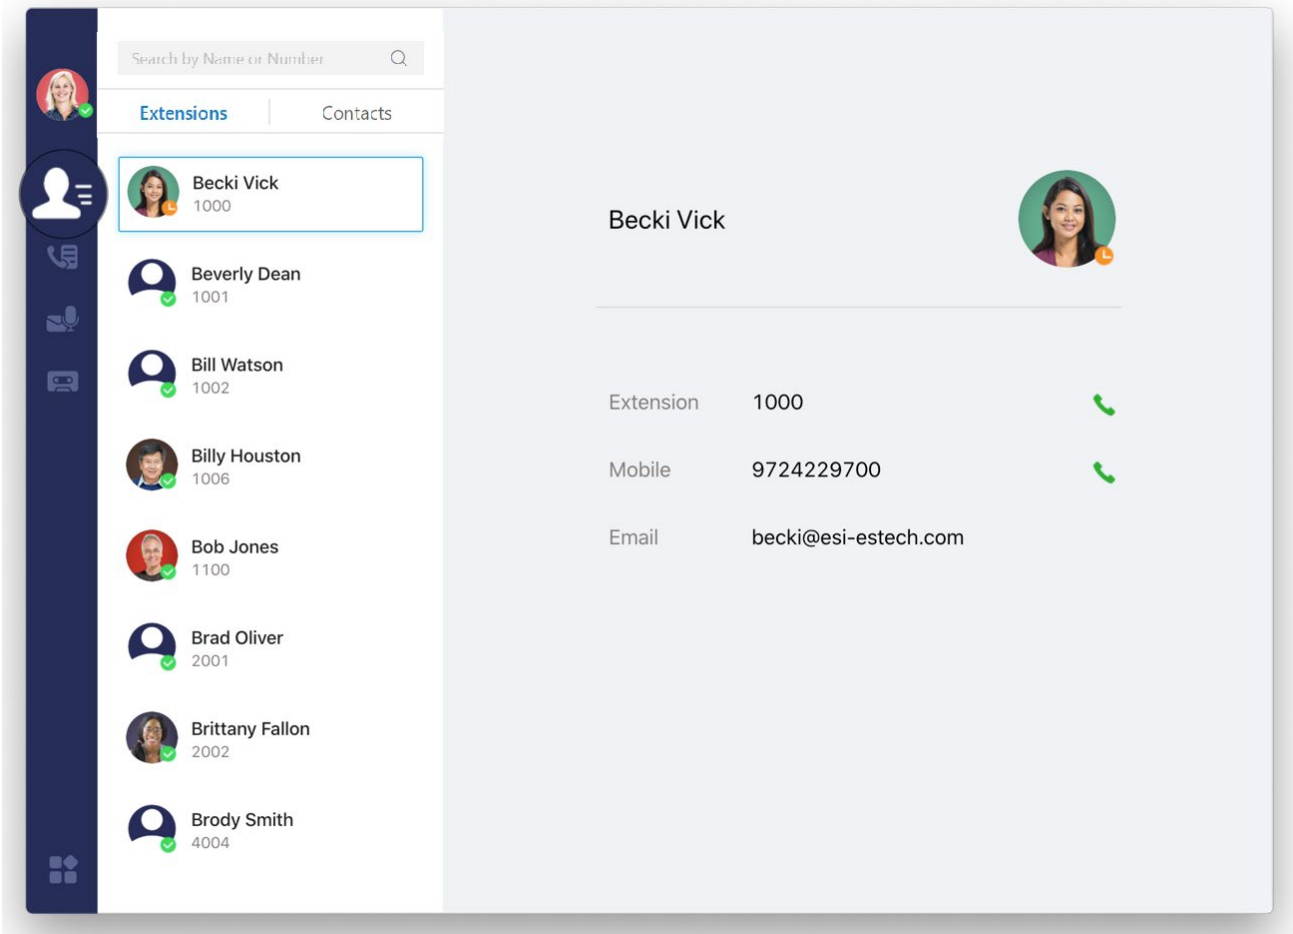 Search by Name or Number
Extensions
Contacts
Becki Vick
1000
Beverly Dean
1001
Bill Watson
1002
Billy Houston
1006
Bob Jones
1100
Brad Oliver
2001
Brittany Fallon
2002
Brody Smith
4004
Becki Vick
Extension 1000
Mobile 9724229700
Email becki@esi-estech.com